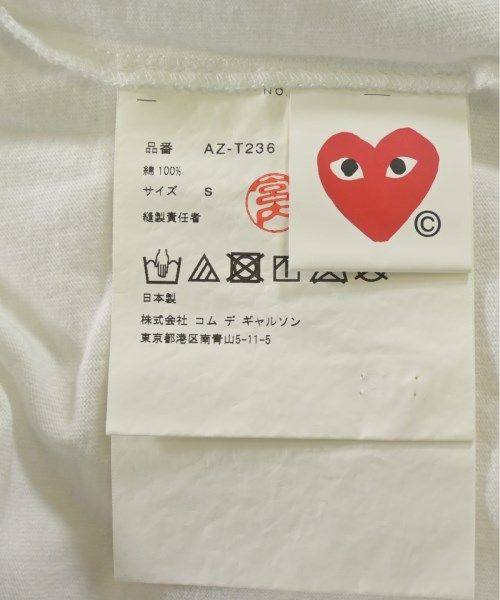 NO.
品番 AZ-T236
綿 100%
サイズ S
縫製責任者
日本製
株式会社 コム デ ギャルソン
東京都港区南青山5-11-5
©